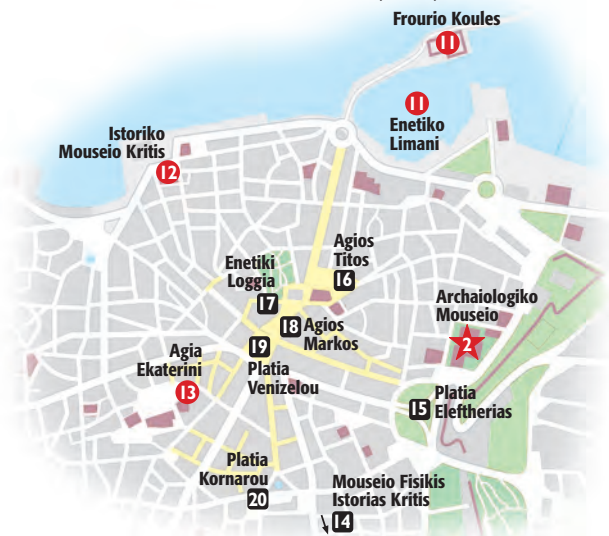 Frourio Koules
11
11
Enetiko
Limani
Istoriko
Mouseio Kritis
12
Agios
Titos
16
Enetiki
Loggia
17
Archaiologiko
Mouseio
2
18
Agios
Markos
19
Platia
Venizelou
Agia
Ekaterini
13
15
Platia
Eleftherias
Platia
Kornarou
20
Mouseio Fisikis
Istorias Kritis
14